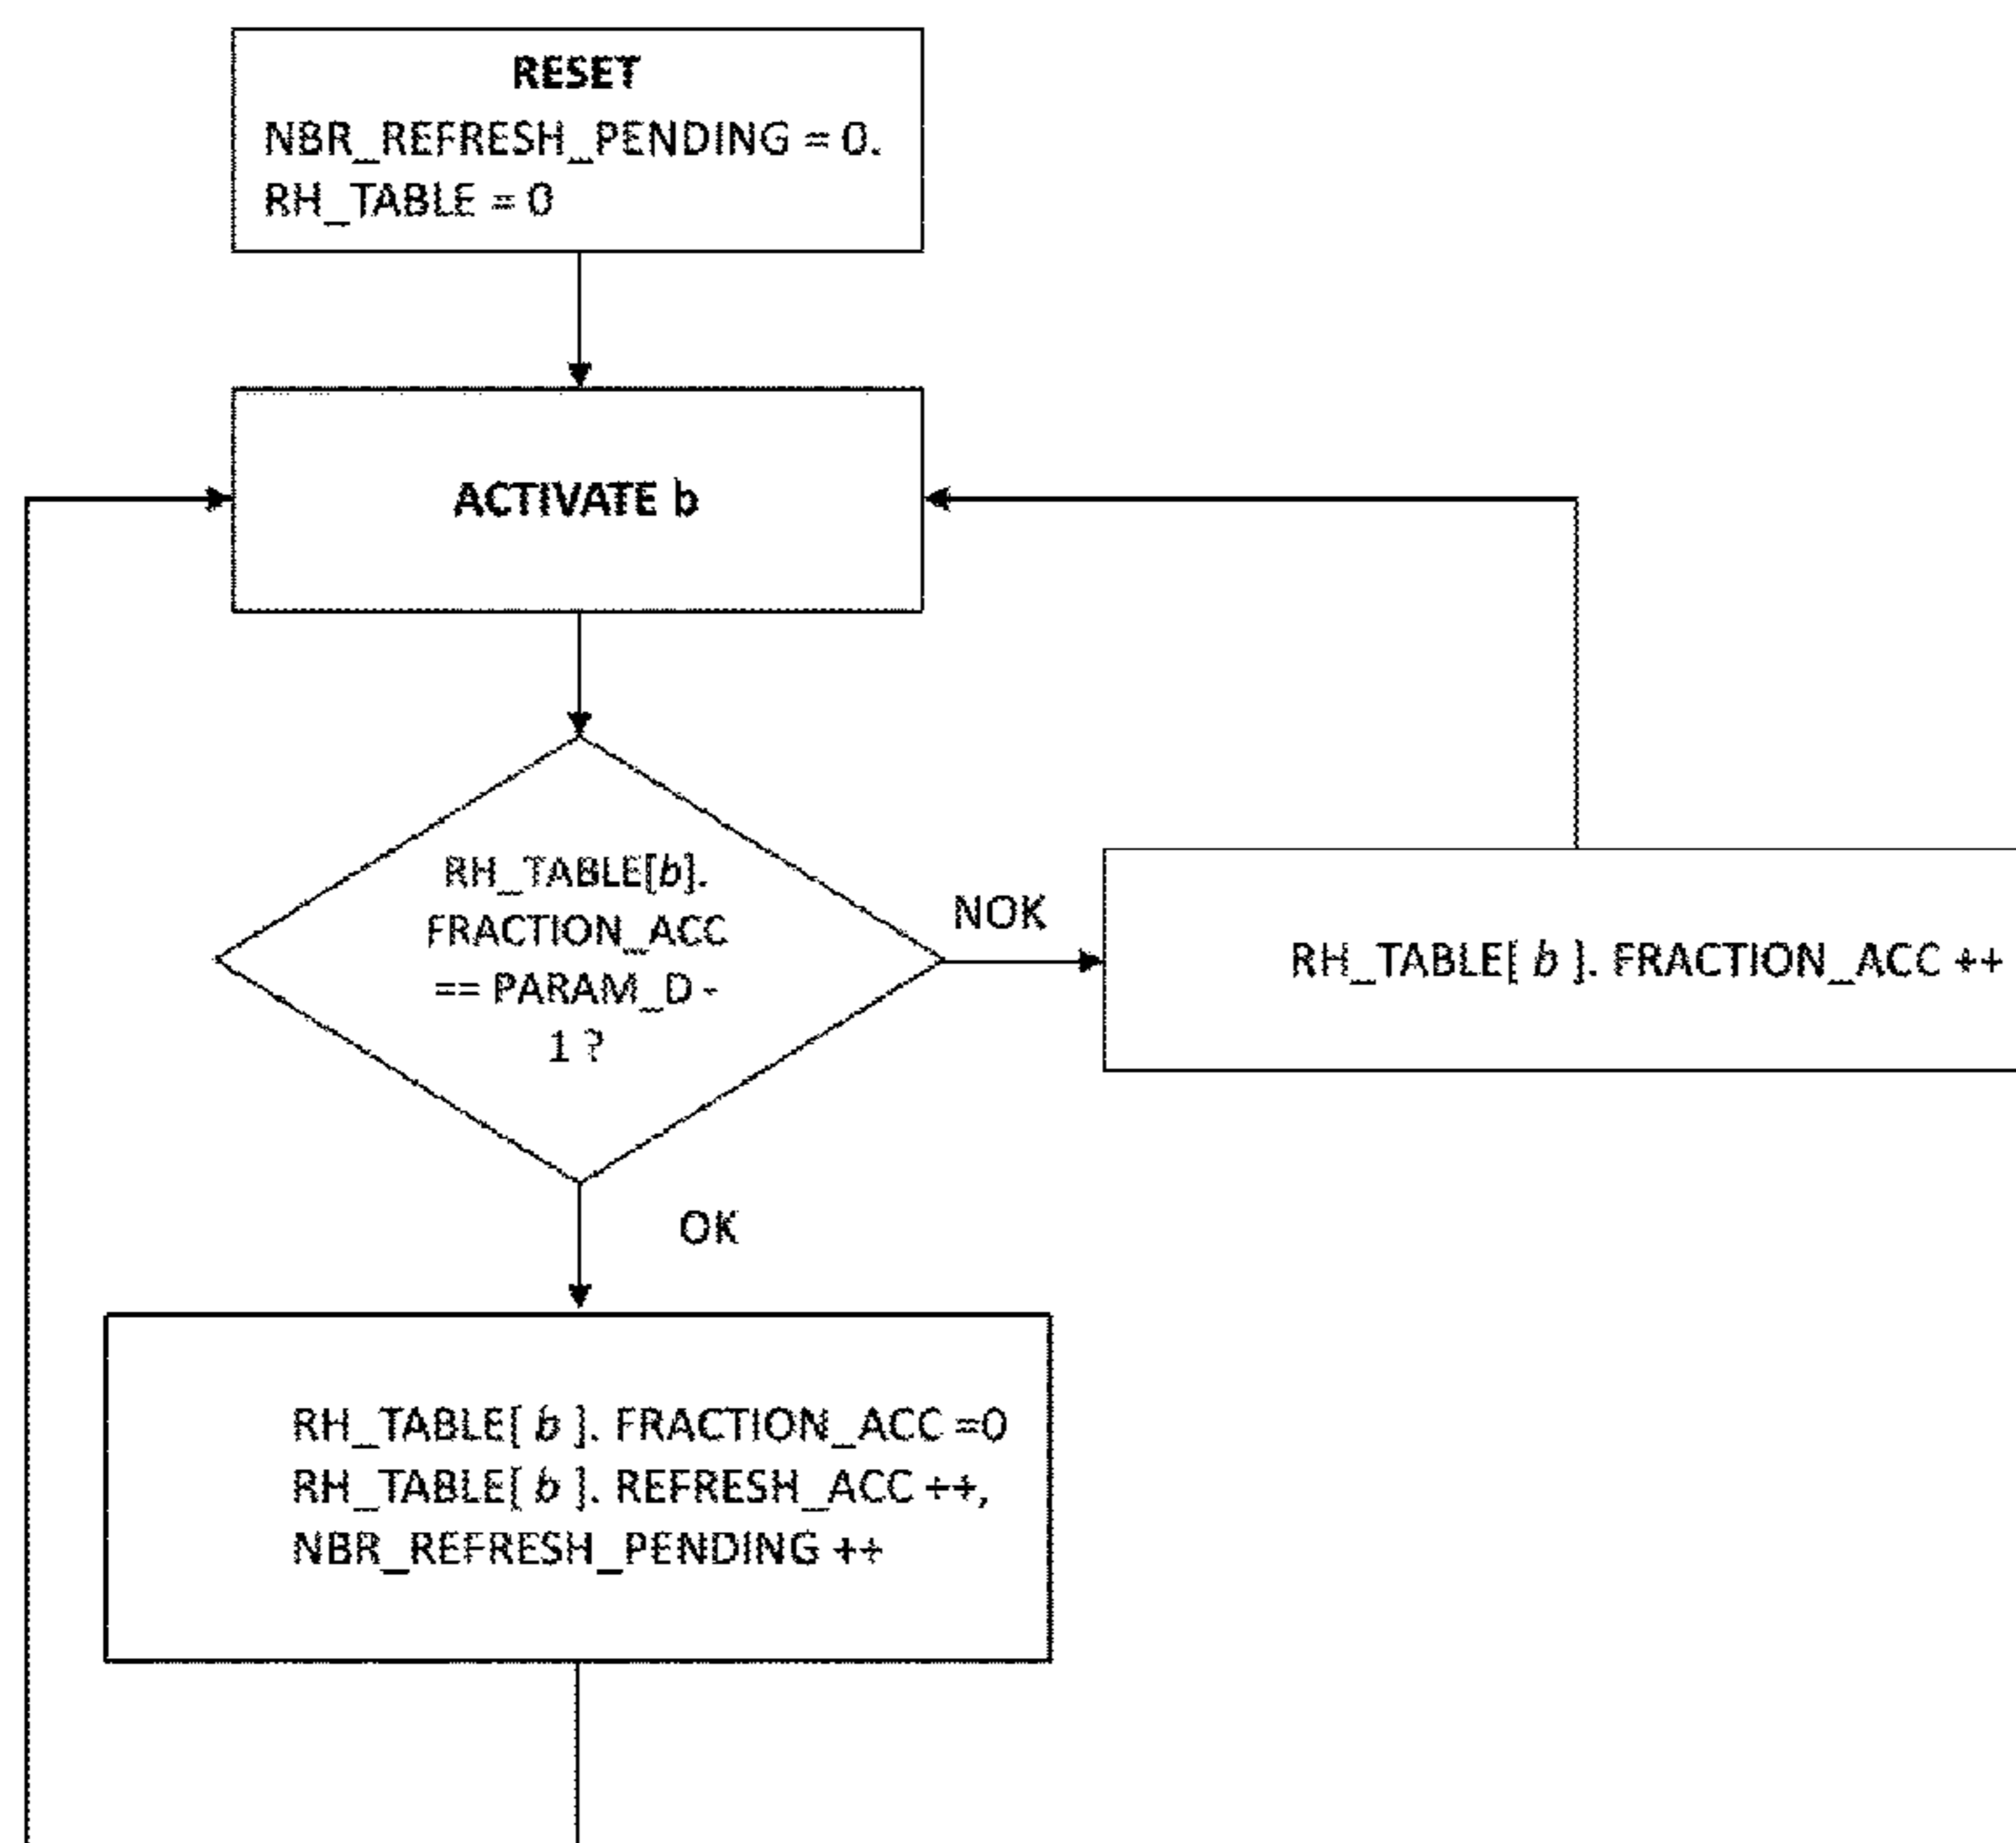 RESET
NBR_REFRESH_PENDING = 0.
RH_TABLE = 0
ACTIVATE b
RH_TABLE[b].
FRACTION_ACC
== PARAM_D -
1 ?
NOK
RH_TABLE[ b ]. FRACTION_ACC ++
OK
RH_TABLE[ b ]. FRACTION_ACC =0
RH_TABLE[ b ]. REFRESH_ACC ++,
NBR_REFRESH_PENDING ++